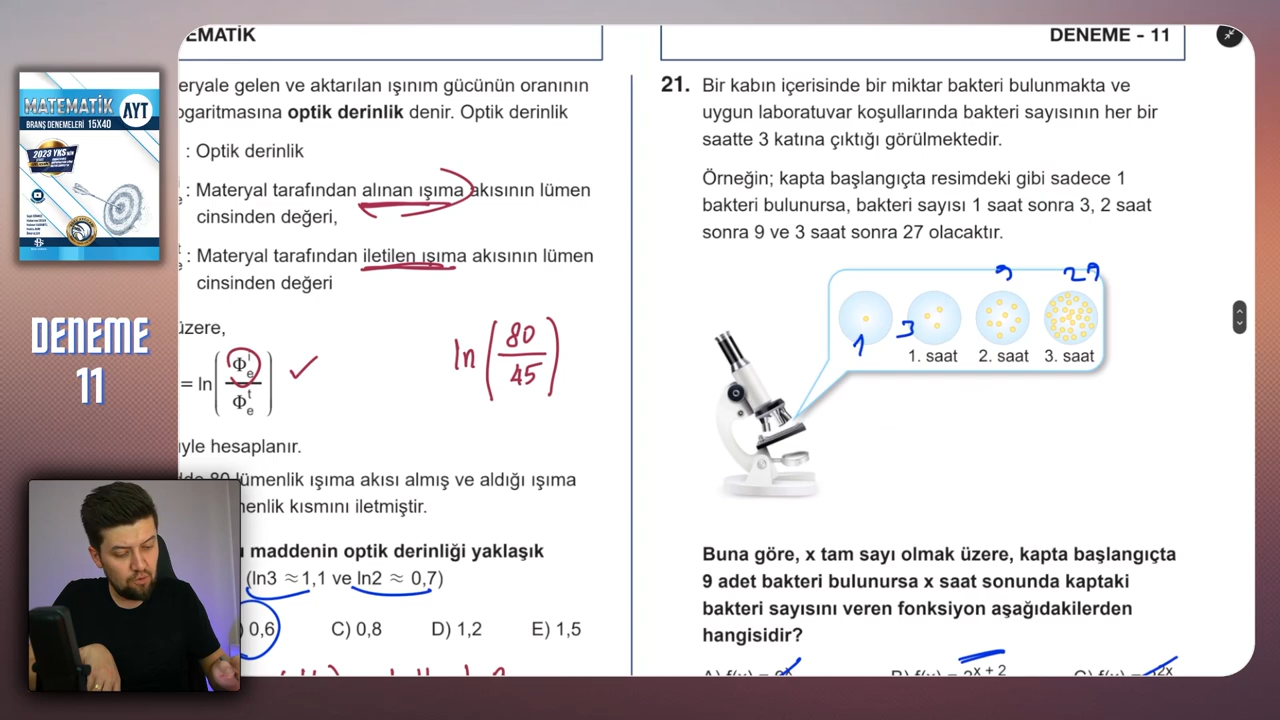 MATEMATİK AYT
BRANŞ DENEMELERİ 15X40
2023 YKS'YE
DENEME
11
EMATİK
eryale gelen ve aktarılan ışınım gücünün oranının
ogaritmasına optik derinlik denir. Optik derinlik
: Optik derinlik
: Materyal tarafından alınan ışıma akısının lümen
cinsinden değeri,
: Materyal tarafından iletilen ışıma akısının lümen
cinsinden değeri
üzere,
= ln(Φₑⁱ / Φₑᵗ)
ln(80/45)
yle hesaplanır.
80 lümenlik ışıma akısı almış ve aldığı ışıma
menlik kısmını iletmiştir.
maddenin optik derinliği yaklaşık
(ln3 ≈ 1,1 ve ln2 ≈ 0,7)
) 0,6 C) 0,8 D) 1,2 E) 1,5
DENEME - 11
21. Bir kabın içerisinde bir miktar bakteri bulunmakta ve
uygun laboratuvar koşullarında bakteri sayısının her bir
saatte 3 katına çıktığı görülmektedir.
Örneğin; kapta başlangıçta resimdeki gibi sadece 1
bakteri bulunursa, bakteri sayısı 1 saat sonra 3, 2 saat
sonra 9 ve 3 saat sonra 27 olacaktır.
9 27
1 3
1. saat 2. saat 3. saat
Buna göre, x tam sayı olmak üzere, kapta başlangıçta
9 adet bakteri bulunursa x saat sonunda kaptaki
bakteri sayısını veren fonksiyon aşağıdakilerden
hangisidir?